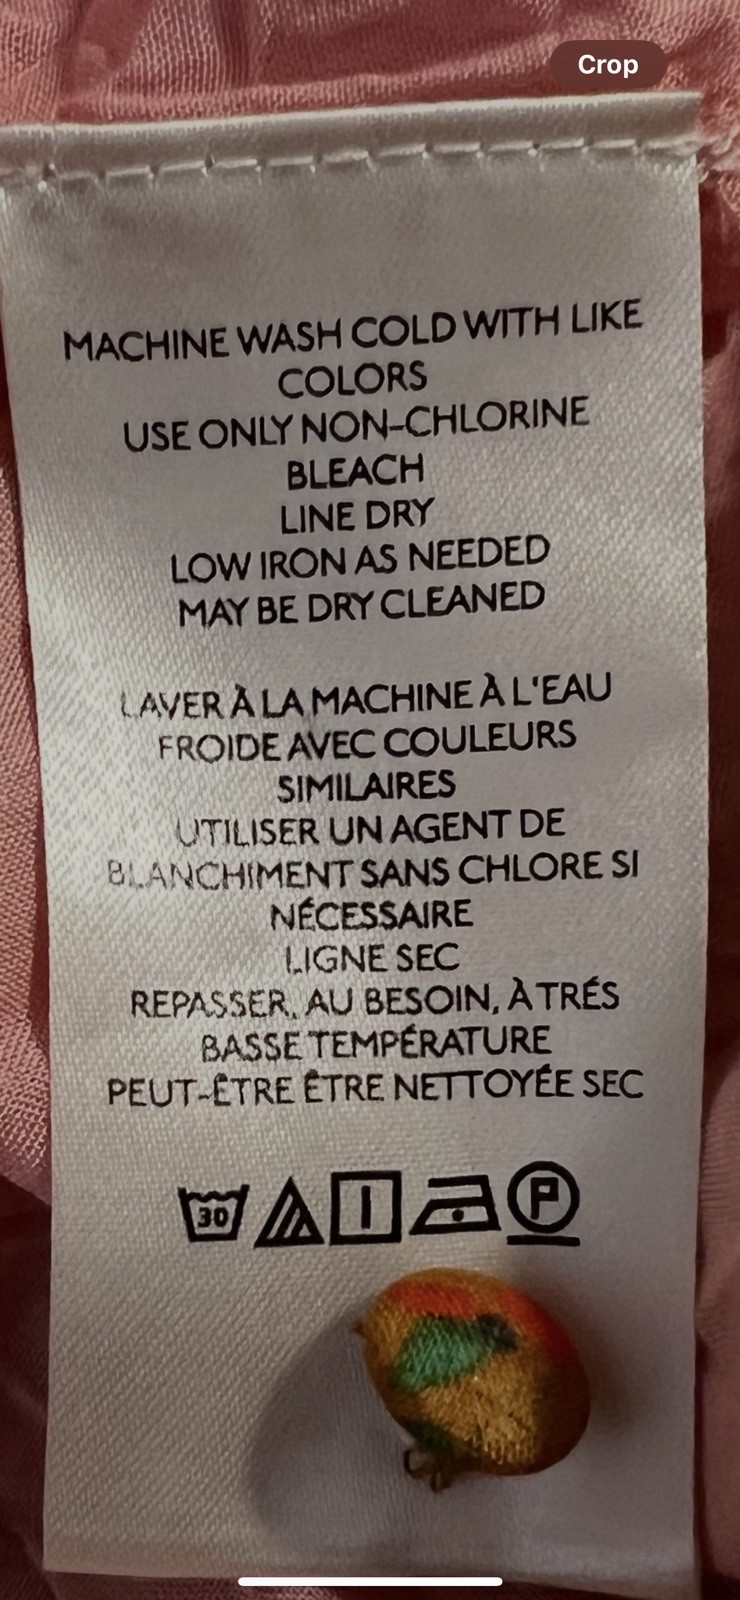 Crop
MACHINE WASH COLD WITH LIKE
COLORS
USE ONLY NON-CHLORINE
BLEACH
LINE DRY
LOW IRON AS NEEDED
MAY BE DRY CLEANED
LAVER À LA MACHINE À L'EAU
FROIDE AVEC COULEURS
SIMILAIRES
UTILISER UN AGENT DE
BLANCHIMENT SANS CHLORE SI
NÉCESSAIRE
LIGNE SEC
REPASSER, AU BESOIN, À TRÉS
BASSE TEMPÉRATURE
PEUT-ÊTRE ÊTRE NETTOYÉE SEC
30 P